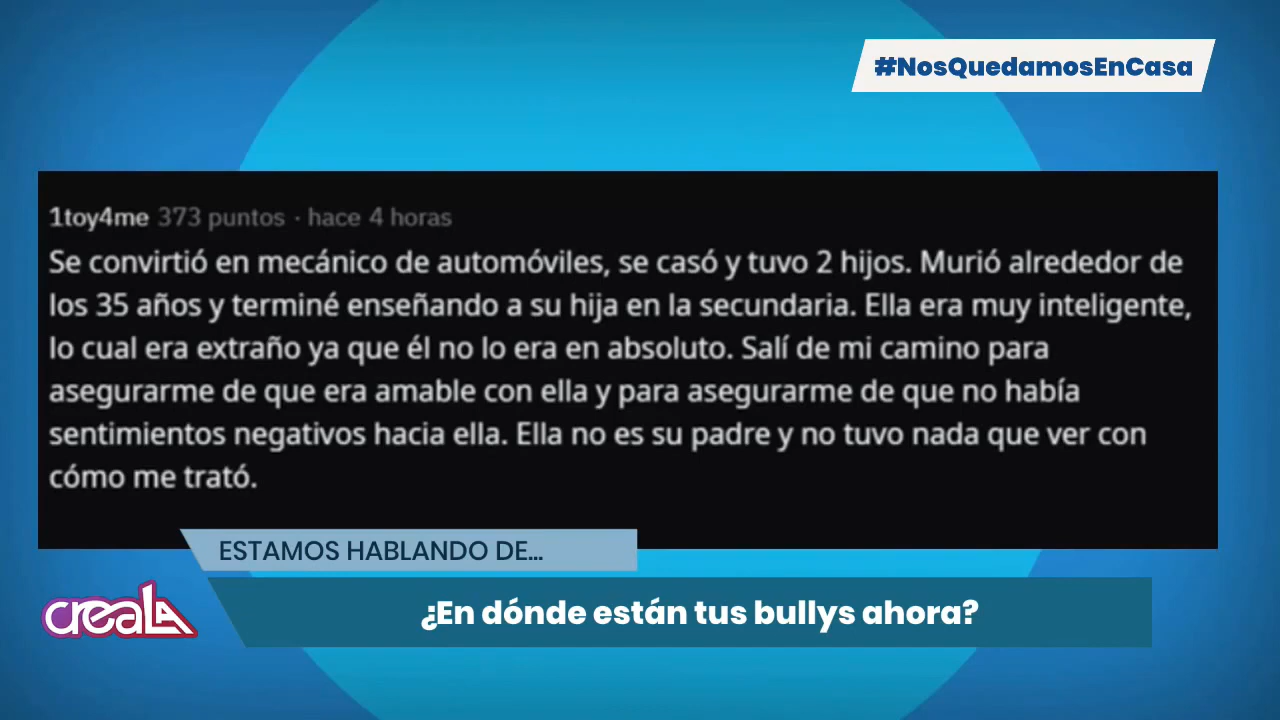 #NosQuedamosEnCasa
1toy4me 373 puntos · hace 4 horas
Se convirtió en mecánico de automóviles, se casó y tuvo 2 hijos. Murió alrededor de
los 35 años y terminé enseñando a su hija en la secundaria. Ella era muy inteligente,
lo cual era extraño ya que él no lo era en absoluto. Salí de mi camino para
asegurarme de que era amable con ella y para asegurarme de que no había
sentimientos negativos hacia ella. Ella no es su padre y no tuvo nada que ver con
cómo me trató.
ESTAMOS HABLANDO DE...
creaLA
¿En dónde están tus bullys ahora?